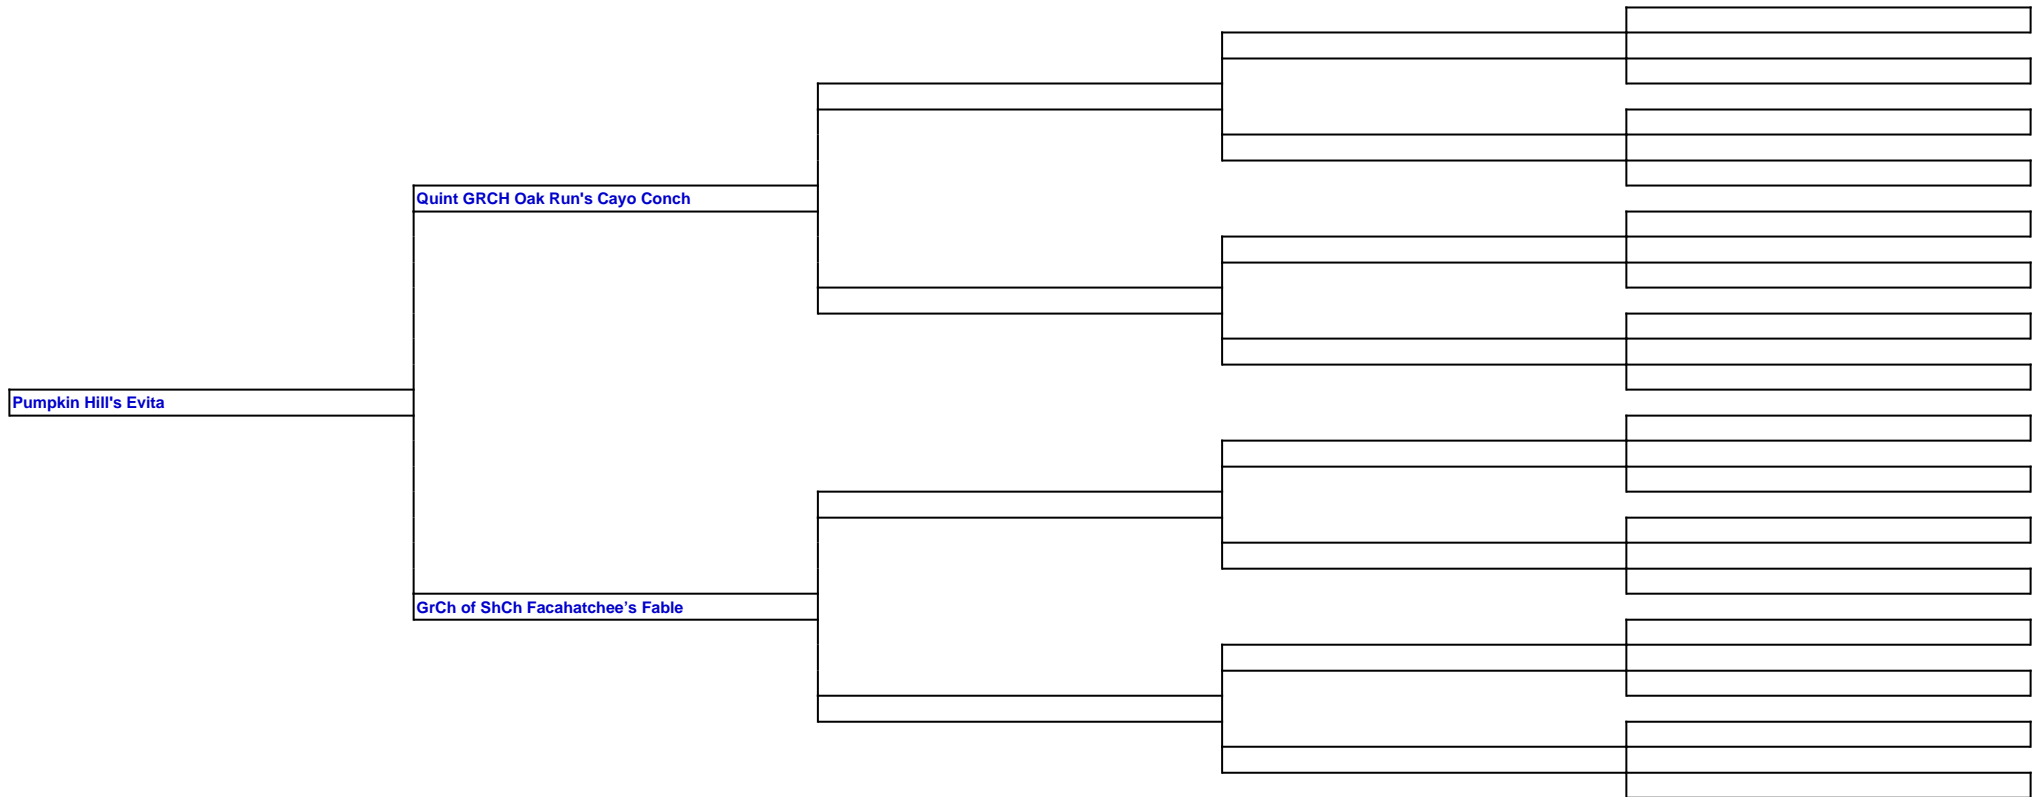 Quint GRCH Oak Run's Cayo Conch
Pumpkin Hill's Evita
GrCh of ShCh Facahatchee’s Fable